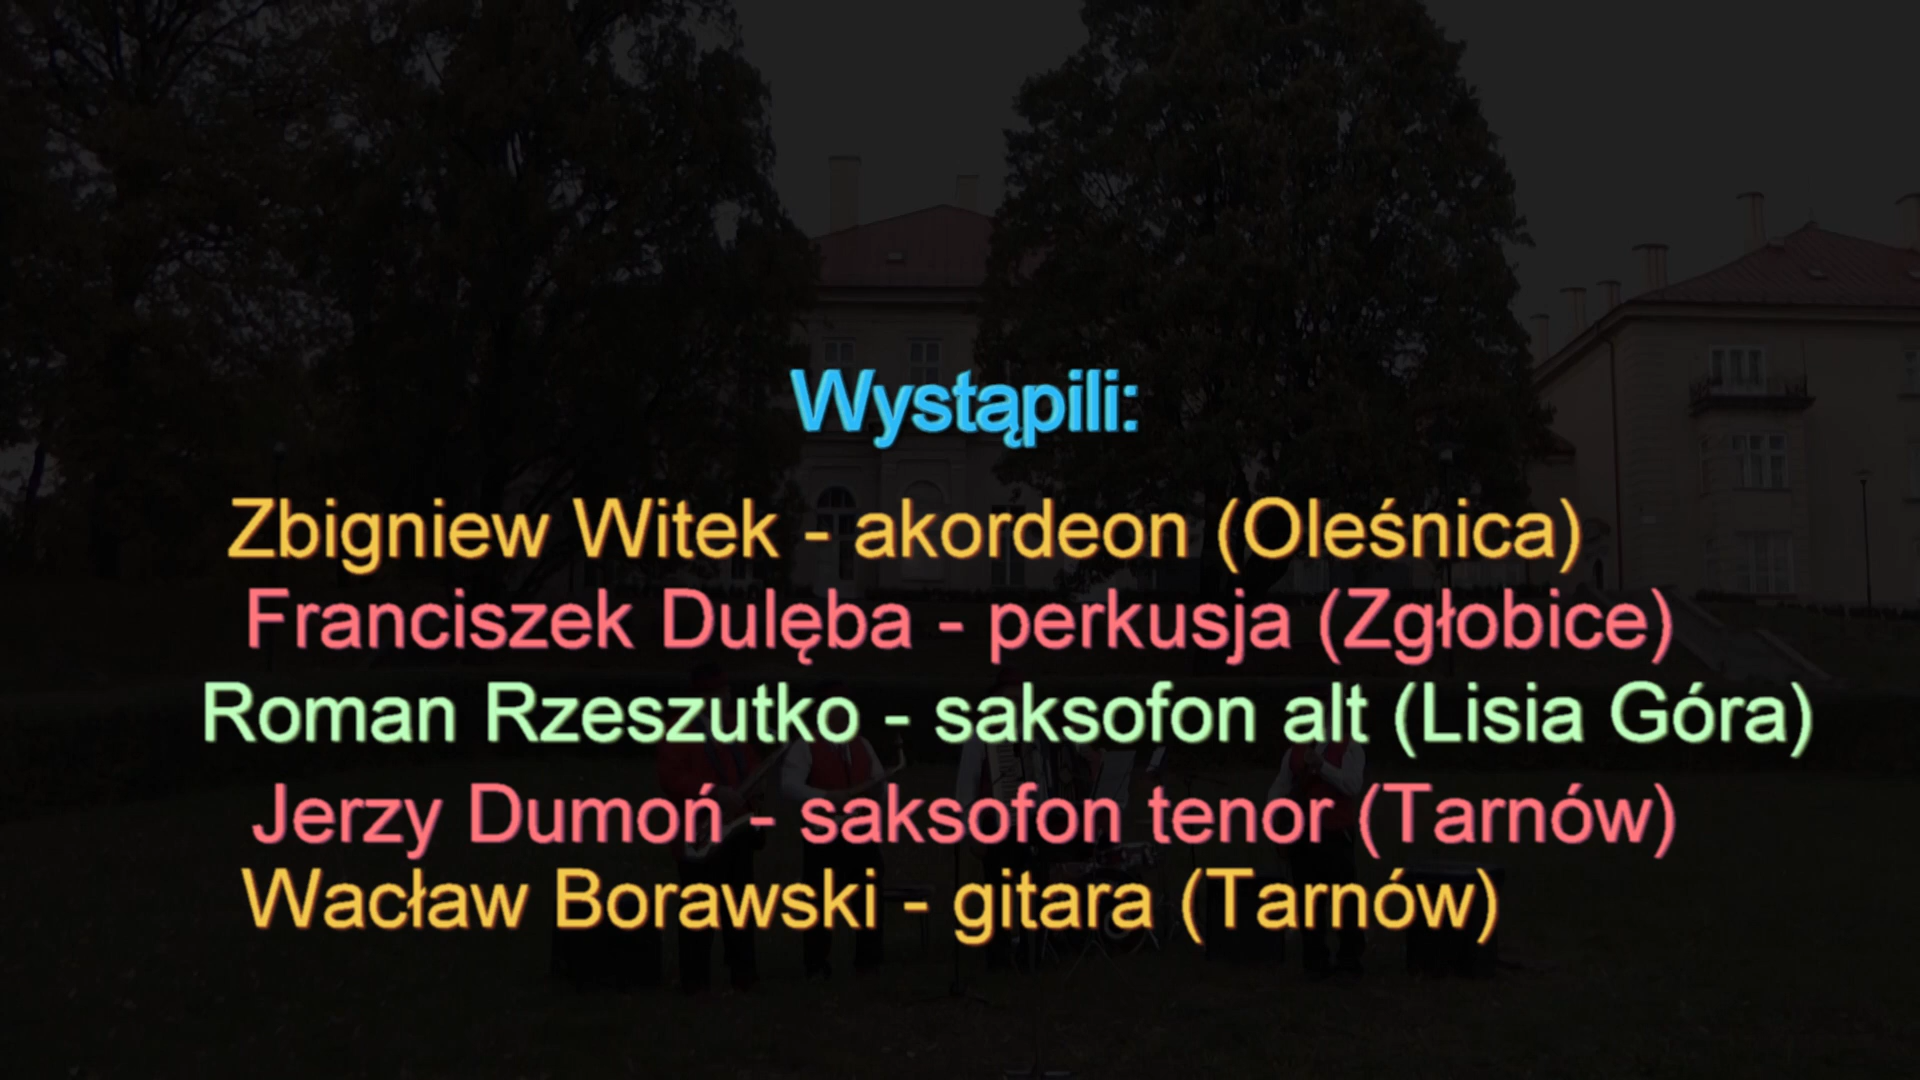 Wystąpili:
Zbigniew Witek - akordeon (Oleśnica)
Franciszek Dulęba - perkusja (Zgłobice)
Roman Rzeszutko - saksofon alt (Lisia Góra)
Jerzy Dumoń - saksofon tenor (Tarnów)
Wacław Borawski - gitara (Tarnów)